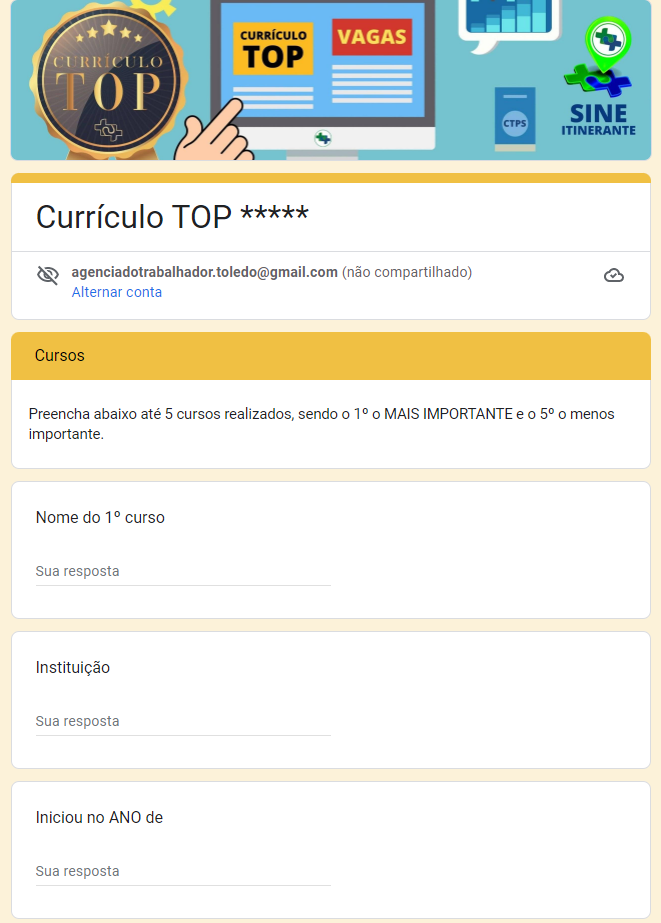 CURRÍCULO
TOP
CURRÍCULO
TOP
VAGAS
CTPS
SINE
ITINERANTE
Currículo TOP *****
agenciadotrabalhador.toledo@gmail.com (não compartilhado)
Alternar conta
Cursos
Preencha abaixo até 5 cursos realizados, sendo o 1º o MAIS IMPORTANTE e o 5º o menos
importante.
Nome do 1º curso
Sua resposta
Instituição
Sua resposta
Iniciou no ANO de
Sua resposta